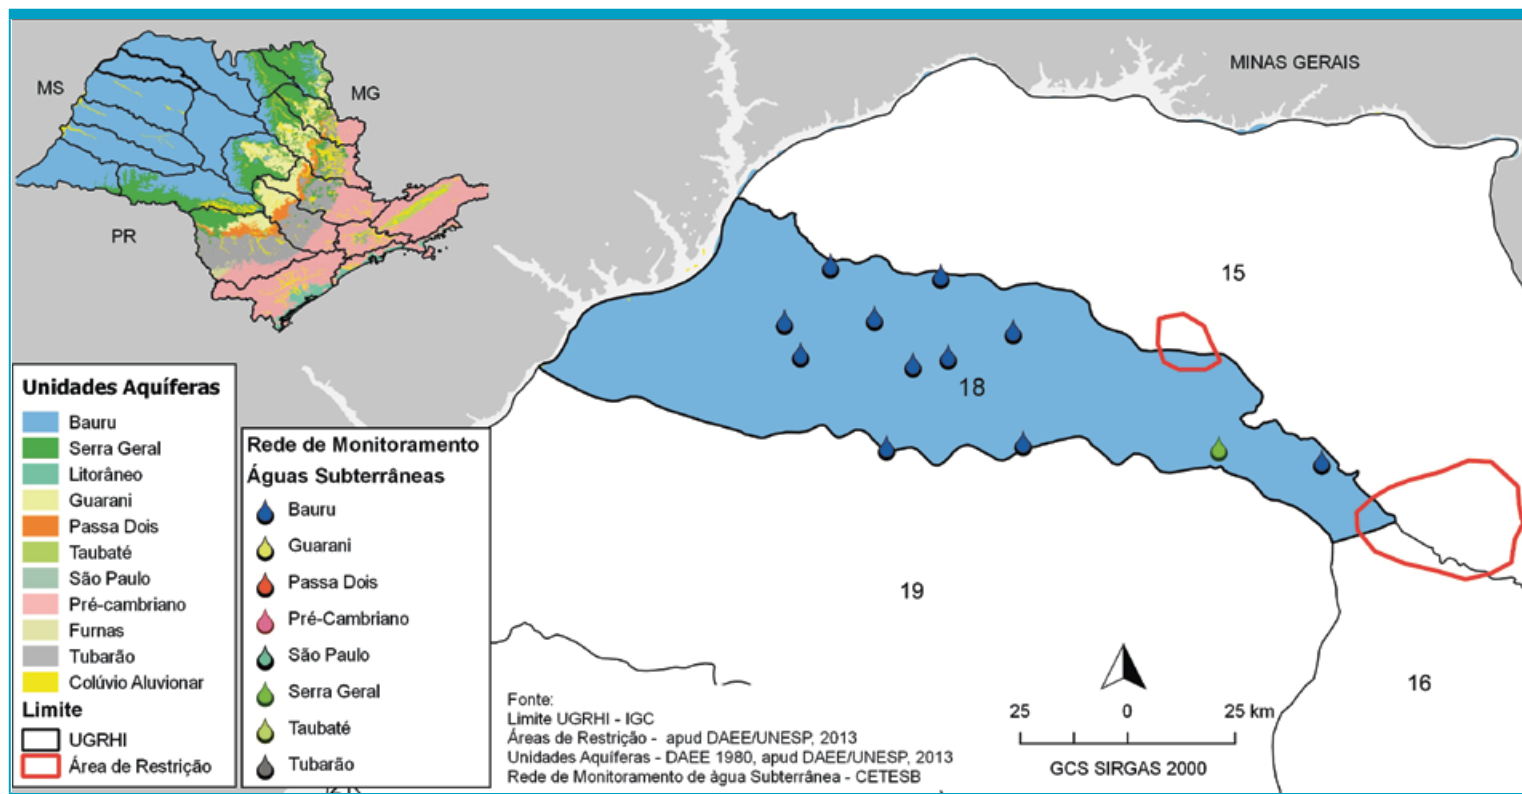 MS
MG
PR
MINAS GERAIS
15
18
19
16
Unidades Aquíferas
Bauru
Serra Geral
Litorâneo
Guarani
Passa Dois
Taubaté
São Paulo
Pré-cambriano
Furnas
Tubarão
Colúvio Aluvionar
Limite
UGRHI
Área de Restrição
Rede de Monitoramento
Águas Subterrâneas
Bauru
Guarani
Passa Dois
Pré-Cambriano
São Paulo
Serra Geral
Taubaté
Tubarão
Fonte:
Limite UGRHI - IGC
Áreas de Restrição - apud DAEE/UNESP, 2013
Unidades Aquíferas - DAEE 1980, apud DAEE/UNESP, 2013
Rede de Monitoramento de àgua Subterrânea - CETESB
25 0 25 km
GCS SIRGAS 2000